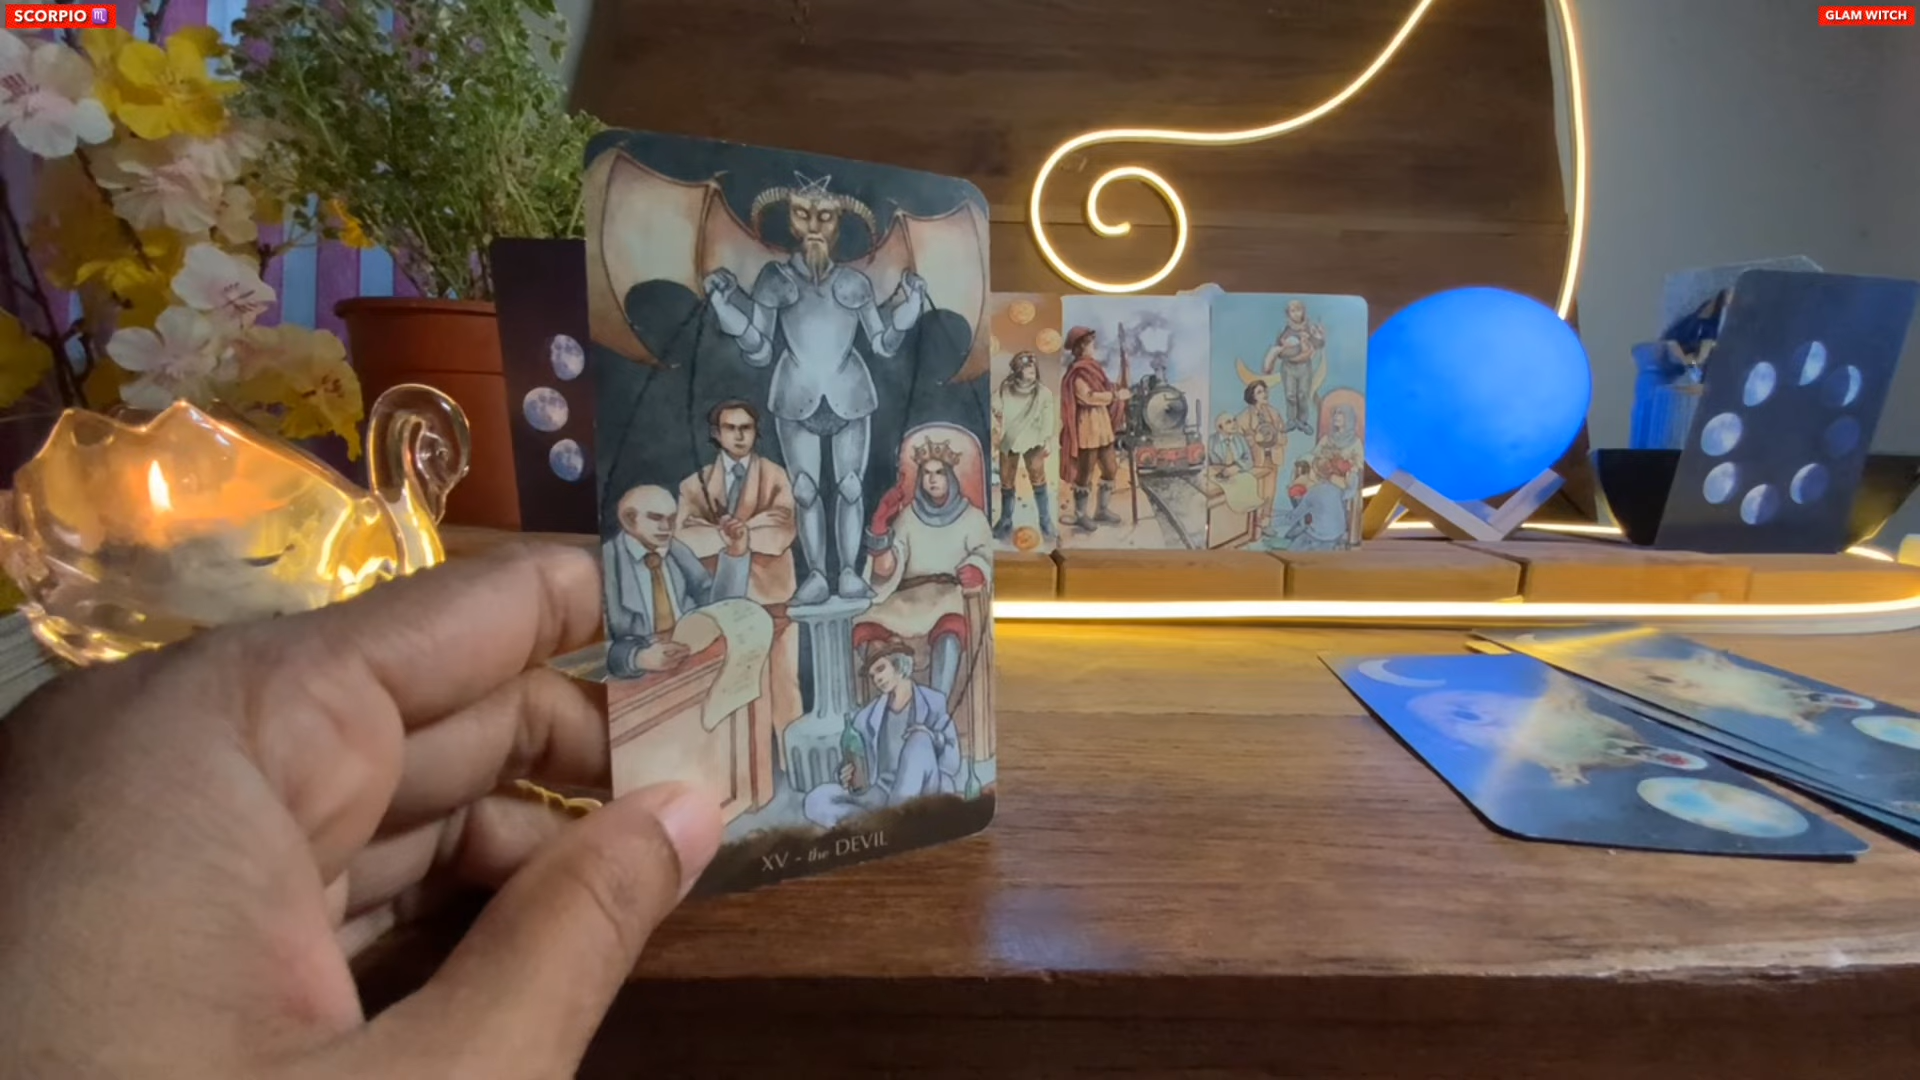 SCORPIO ♏
GLAM WITCH
XV - the DEVIL